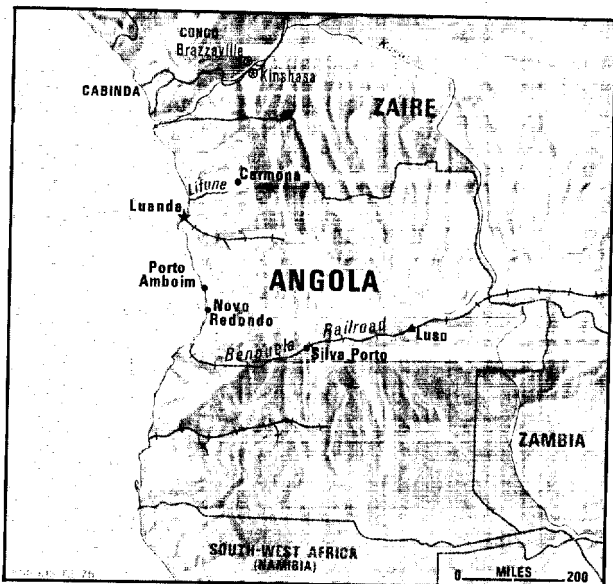 CONGO
Brazzaville
Kinshasa
CABINDA
ZAIRE
Carmona
Lifune
Luanda
ANGOLA
Porto
Amboim
Novo
Redondo
Benguela Railroad
Luso
Silva Porto
ZAMBIA
SOUTH-WEST AFRICA
(NAMIBIA)
0 MILES 200